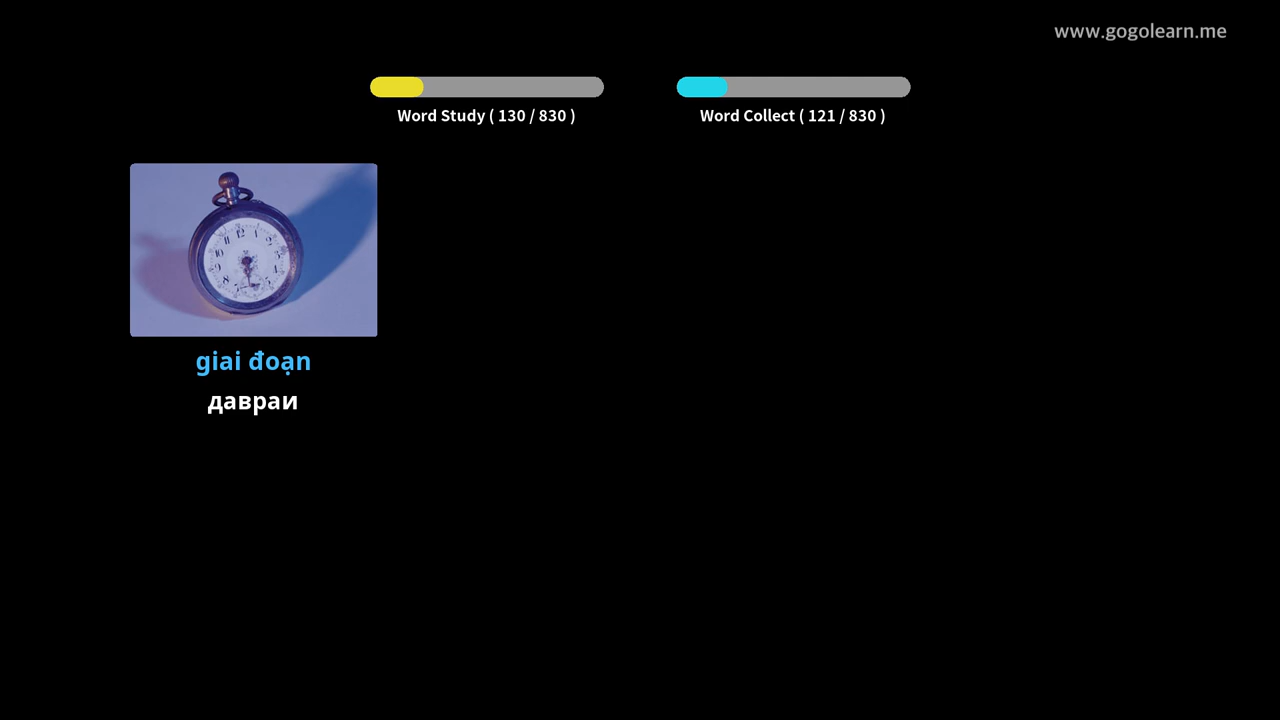 www.gogolearn.me
Word Study ( 130 / 830 )
Word Collect ( 121 / 830 )
giai đoạn
давраи